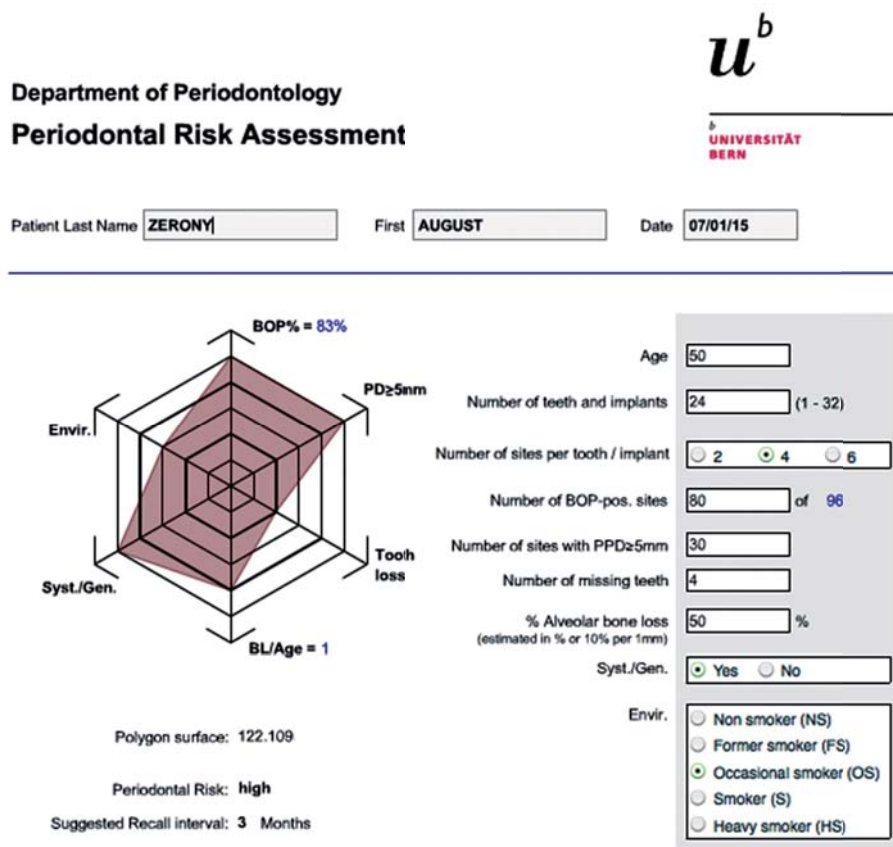 u^b
Department of Periodontology
Periodontal Risk Assessment
b
UNIVERSITÄT
BERN
Patient Last Name ZERONY First AUGUST Date 07/01/15
BOP% = 83%
PD≥5mm
Envir.
Tooth
loss
Syst./Gen.
BL/Age = 1
Polygon surface: 122.109
Periodontal Risk: high
Suggested Recall interval: 3 Months
Age 50
Number of teeth and implants 24 (1 - 32)
Number of sites per tooth / implant 2 4 6
Number of BOP-pos. sites 80 of 96
Number of sites with PPD≥5mm 30
Number of missing teeth 4
% Alveolar bone loss 50 %
(estimated in % or 10% per 1mm)
Syst./Gen. Yes No
Envir. Non smoker (NS)
Former smoker (FS)
Occasional smoker (OS)
Smoker (S)
Heavy smoker (HS)